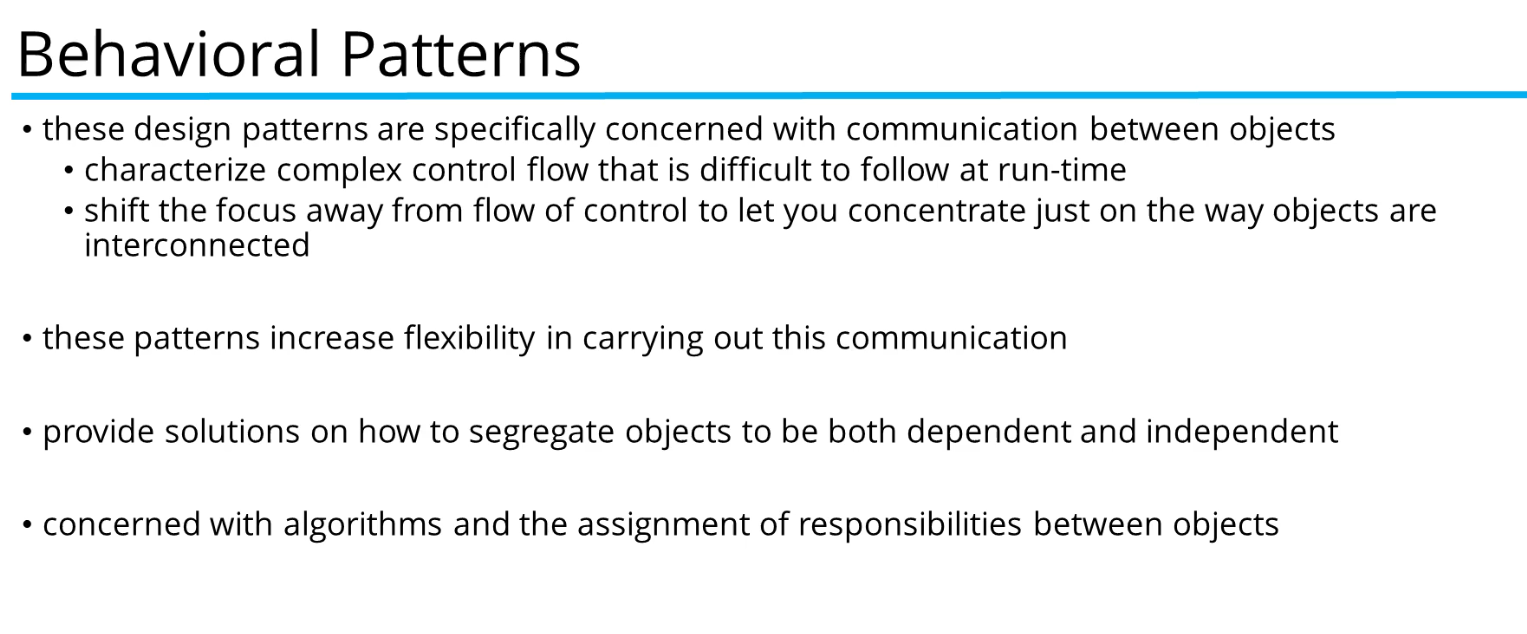 Behavioral Patterns
• these design patterns are specifically concerned with communication between objects
• characterize complex control flow that is difficult to follow at run-time
• shift the focus away from flow of control to let you concentrate just on the way objects are
interconnected
• these patterns increase flexibility in carrying out this communication
• provide solutions on how to segregate objects to be both dependent and independent
• concerned with algorithms and the assignment of responsibilities between objects